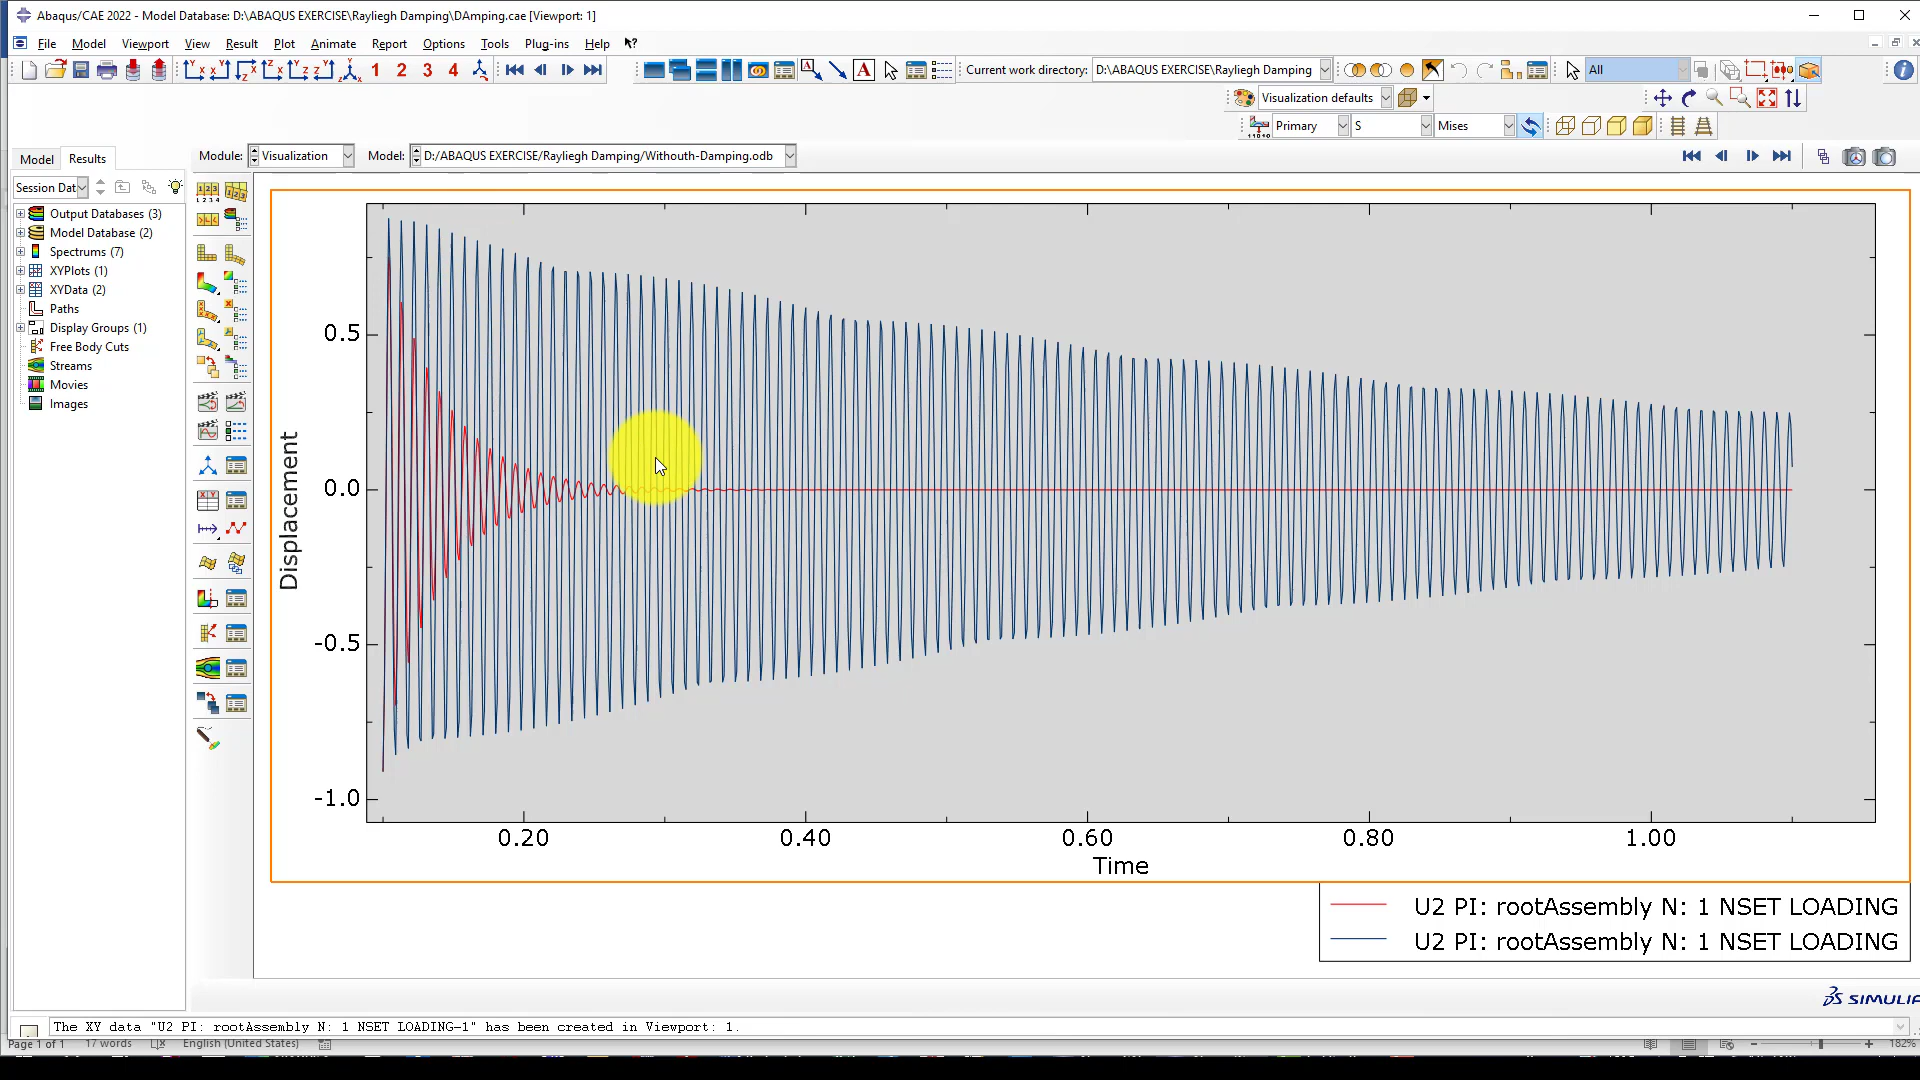 Abaqus/CAE 2022 - Model Database: D:\ABAQUS EXERCISE\Rayliegh Damping\DAmping.cae [Viewport: 1]
File Model Viewport View Result Plot Animate Report Options Tools Plug-ins Help
1 2 3 4 Current work directory: D:\ABAQUS EXERCISE\Rayliegh Damping All
Visualization defaults
Primary S Mises
Model Results Module: Visualization Model: D:/ABAQUS EXERCISE/Rayliegh Damping/Withouth-Damping.odb
Session Dat
Output Databases (3)
Model Database (2)
Spectrums (7)
XYPlots (1)
XYData (2)
Paths
Display Groups (1)
Free Body Cuts
Streams
Movies
Images
Displacement
0.5
0.0
-0.5
-1.0
0.20 0.40 0.60 0.80 1.00
Time
U2 PI: rootAssembly N: 1 NSET LOADING
U2 PI: rootAssembly N: 1 NSET LOADING
SIMULI
The XY data "U2 PI: rootAssembly N: 1 NSET LOADING-1" has been created in Viewport: 1.
Page 1 of 1 17 words English (United States) 182%